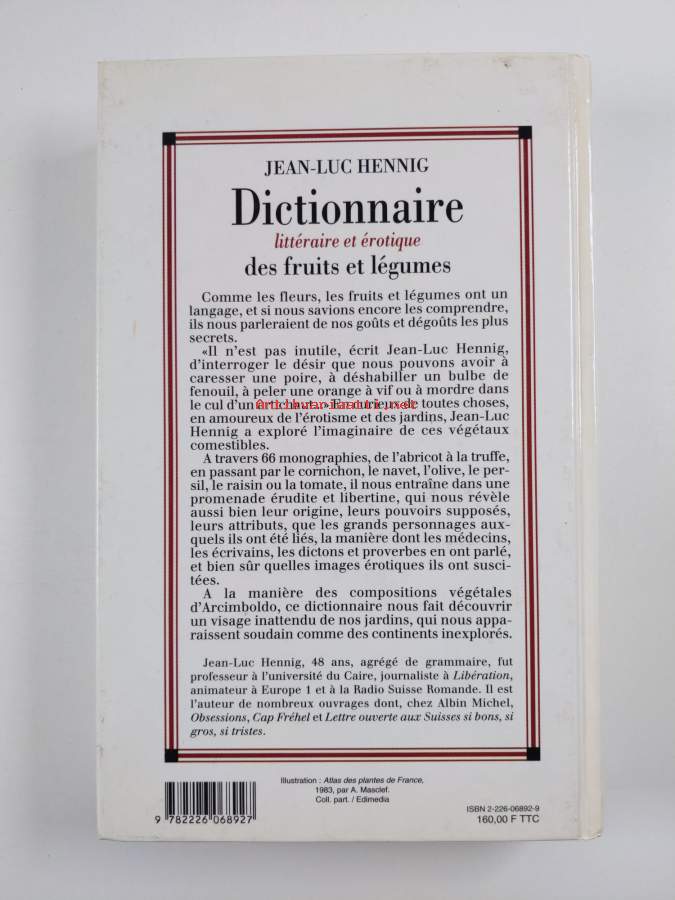 JEAN-LUC HENNIG
Dictionnaire
littéraire et érotique
des fruits et légumes
Comme les fleurs, les fruits et légumes ont un
langage, et si nous savions encore les comprendre,
ils nous parleraient de nos goûts et dégoûts les plus
secrets.
«Il n'est pas inutile, écrit Jean-Luc Hennig,
d'interroger le désir que nous pouvons avoir à
caresser une poire, à déshabiller un bulbe de
fenouil, à peler une orange à vif ou à mordre dans
le cul d'un de toutes choses,
en amoureux de l'érotisme et des jardins, Jean-Luc
Hennig a exploré l'imaginaire de ces végétaux
comestibles.
A travers 66 monographies, de l'abricot à la truffe,
en passant par le cornichon, le navet, l'olive, le per-
sil, le raisin ou la tomate, il nous entraîne dans une
promenade érudite et libertine, qui nous révèle
aussi bien leur origine, leurs pouvoirs supposés,
leurs attributs, que les grands personnages aux-
quels ils ont été liés, la manière dont les médecins,
les écrivains, les dictons et proverbes en ont parlé,
et bien sûr quelles images érotiques ils ont susci-
tées.
A la manière des compositions végétales
d'Arcimboldo, ce dictionnaire nous fait découvrir
un visage inattendu de nos jardins, qui nous appa-
raissent soudain comme des continents inexplorés.
Jean-Luc Hennig, 48 ans, agrégé de grammaire, fut
professeur à l'université du Caire, journaliste à Libération,
animateur à Europe 1 et à la Radio Suisse Romande. Il est
l'auteur de nombreux ouvrages dont, chez Albin Michel,
Obsessions, Cap Fréhel et Lettre ouverte aux Suisses si bons, si
gros, si tristes.
Illustration : Atlas des plantes de France,
1983, par A. Masclef.
Coll. part. / Edimedia
9 782226 068927
ISBN 2-226-06892-9
160,00 F TTC